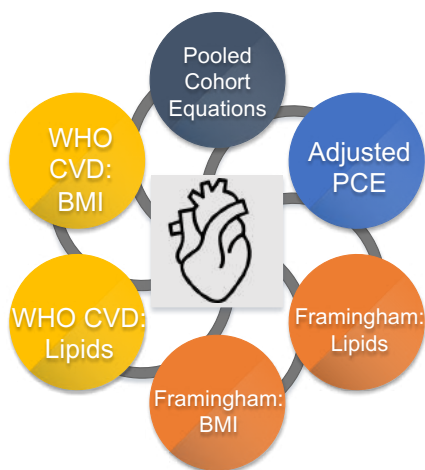 Pooled
Cohort
Equations
Adjusted
PCE
Framingham:
Lipids
Framingham:
BMI
WHO CVD:
Lipids
WHO
CVD:
BMI